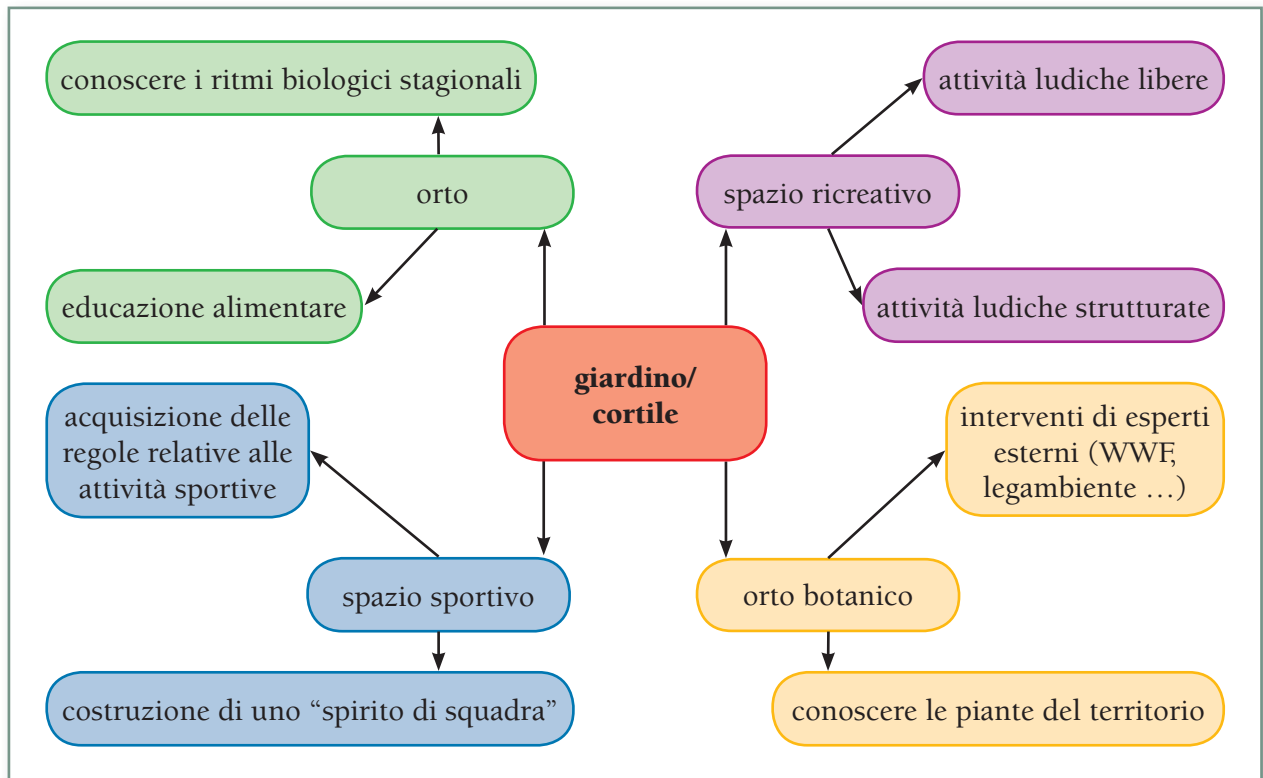 conoscere i ritmi biologici stagionali
orto
educazione alimentare
attività ludiche libere
spazio ricreativo
attività ludiche strutturate
giardino/
cortile
acquisizione delle
regole relative alle
attività sportive
spazio sportivo
costruzione di uno “spirito di squadra”
interventi di esperti
esterni (WWF,
legambiente …)
orto botanico
conoscere le piante del territorio